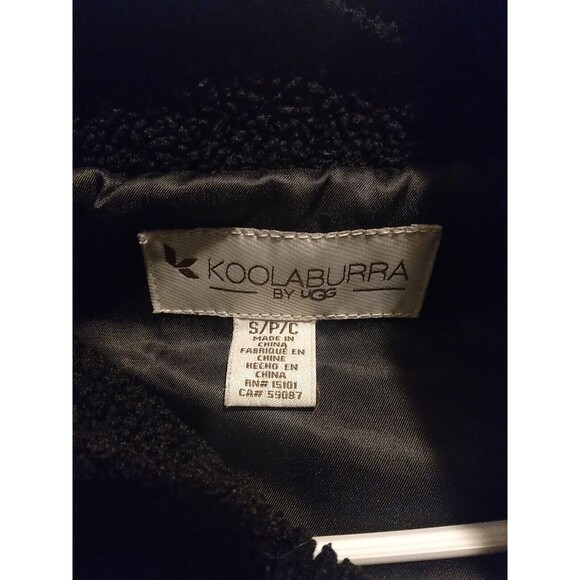 KOOLABURRA
BY UGG
S/P/C
MADE IN
CHINA
FABRIQUÉ EN
CHINE
HECHO EN
CHINA
RN# 15101
CA# 59087